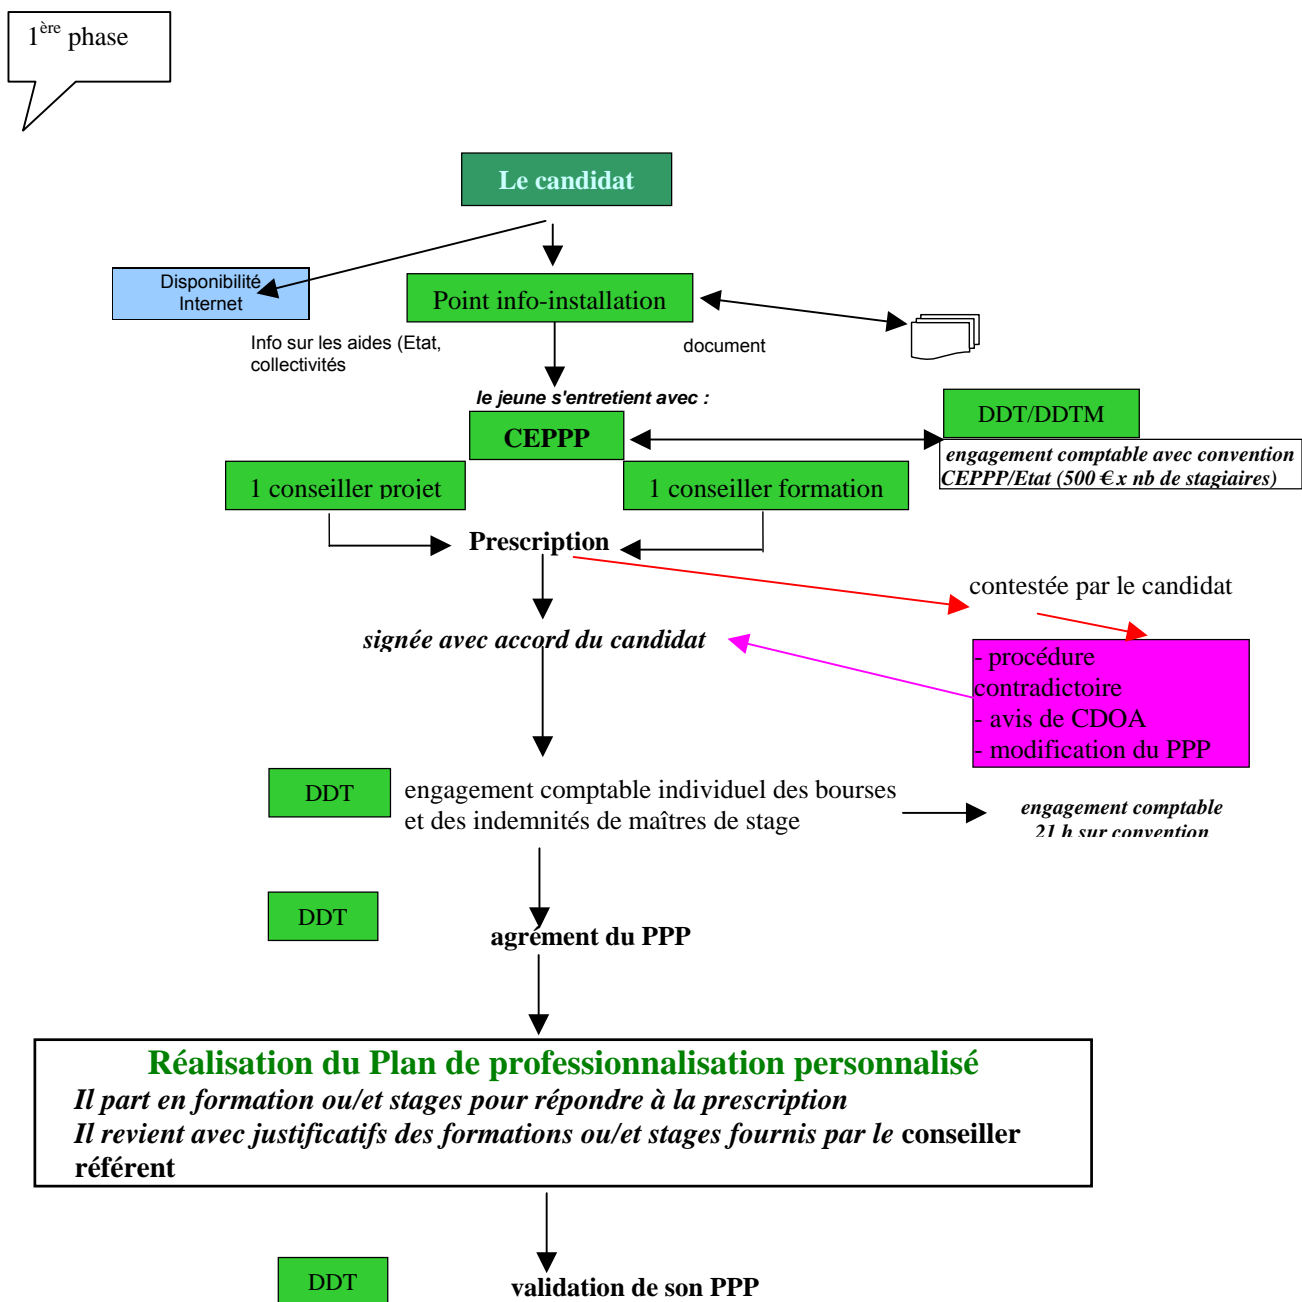 1ère phase
Le candidat
Disponibilité
Internet
Point info-installation
Info sur les aides (Etat,
collectivités
document
le jeune s'entretient avec :
CEPPP
DDT/DDTM
engagement comptable avec convention
CEPPP/Etat (500 € x nb de stagiaires)
1 conseiller projet
1 conseiller formation
Prescription
contestée par le candidat
signée avec accord du candidat
- procédure
contradictoire
- avis de CDOA
- modification du PPP
DDT
engagement comptable individuel des bourses
et des indemnités de maîtres de stage
engagement comptable
21 h sur convention
DDT
agrément du PPP
Réalisation du Plan de professionnalisation personnalisé
Il part en formation ou/et stages pour répondre à la prescription
Il revient avec justificatifs des formations ou/et stages fournis par le conseiller
référent
DDT
validation de son PPP